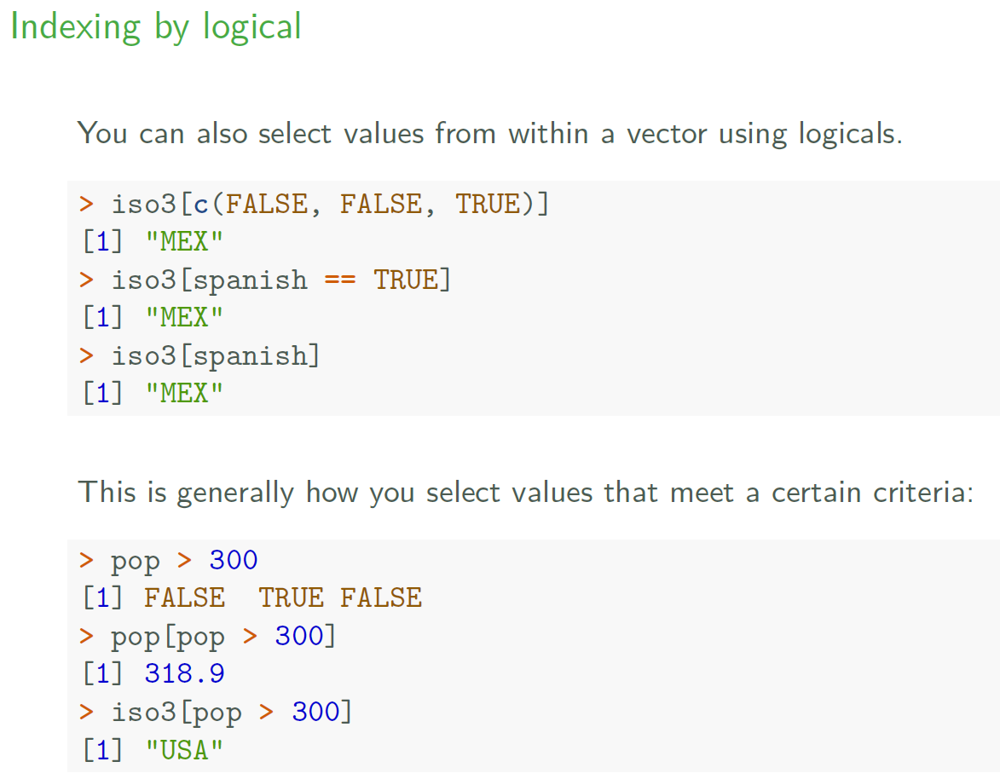 Indexing by logical
You can also select values from within a vector using logicals.
> iso3[c(FALSE, FALSE, TRUE)]
[1] "MEX"
> iso3[spanish == TRUE]
[1] "MEX"
> iso3[spanish]
[1] "MEX"
This is generally how you select values that meet a certain criteria:
> pop > 300
[1] FALSE  TRUE FALSE
> pop[pop > 300]
[1] 318.9
> iso3[pop > 300]
[1] "USA"